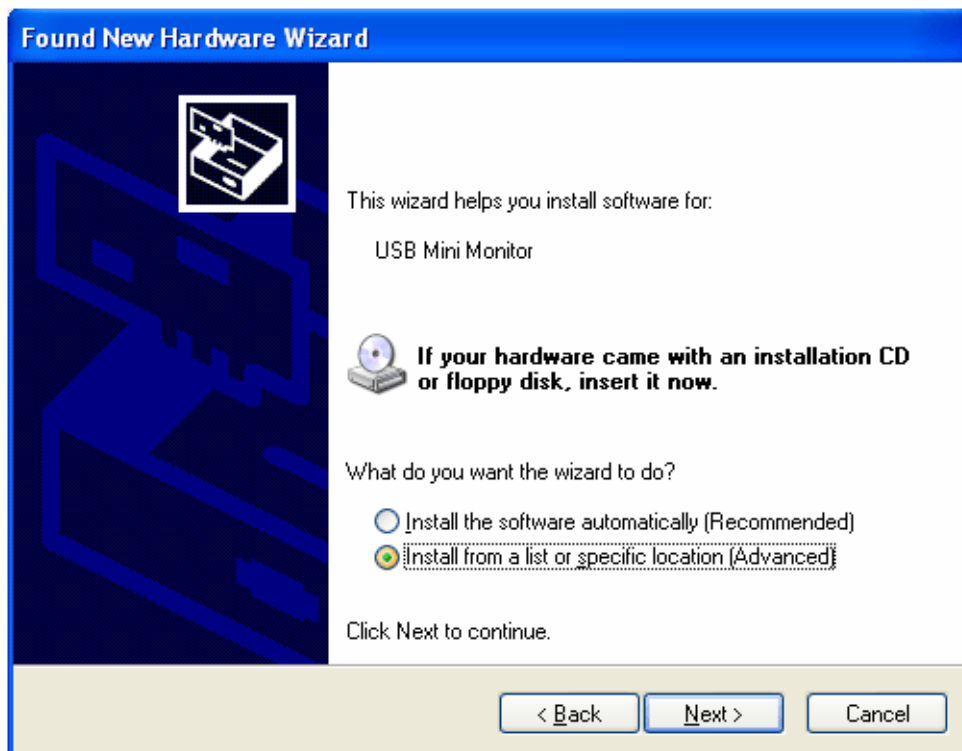 Found New Hardware Wizard
This wizard helps you install software for:
USB Mini Monitor
If your hardware came with an installation CD
or floppy disk, insert it now.
What do you want the wizard to do?
Install the software automatically (Recommended)
Install from a list or specific location (Advanced)
Click Next to continue.
< Back
Next >
Cancel